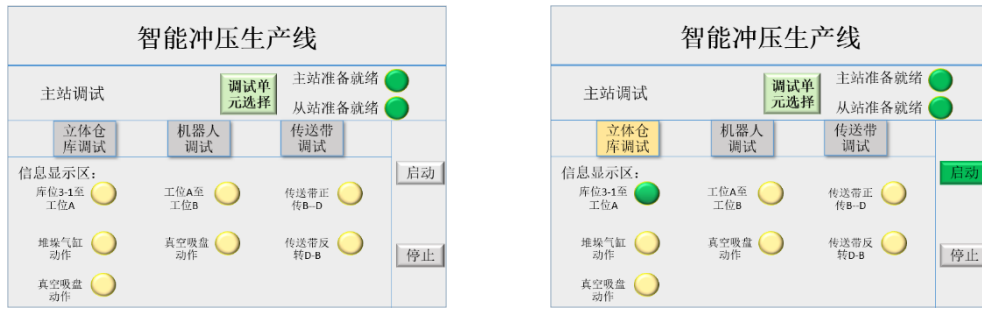 智能冲压生产线
主站调试
调试单
元选择
主站准备就绪
从站准备就绪
立体仓
库调试
机器人
调试
传送带
调试
信息显示区:
库位3-1至
工位A
工位A至
工位B
传送带正
传B--D
堆垛气缸
动作
真空吸盘
动作
传送带反
转D-B
真空吸盘
动作
启动
停止
智能冲压生产线
主站调试
调试单
元选择
主站准备就绪
从站准备就绪
立体仓
库调试
机器人
调试
传送带
调试
信息显示区:
库位3-1至
工位A
工位A至
工位B
传送带正
传B--D
堆垛气缸
动作
真空吸盘
动作
传送带反
转D-B
真空吸盘
动作
启动
停止